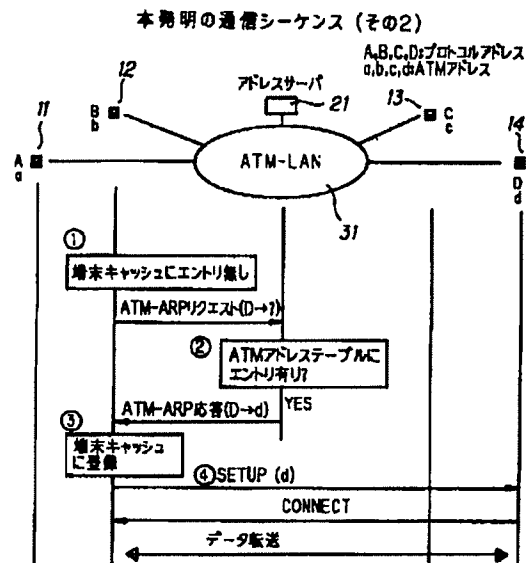 本発明の通信シーケンス (その2)
A,B,C,D:プロトコルアドレス
a,b,c,d:ATMアドレス
アドレスサーバ
21
11
12
13
14
A
a
B
b
C
c
D
d
ATM-LAN
31
①
端末キャッシュにエントリ無し
ATM-ARPリクエスト(D→?)
②
ATMアドレステーブルに
エントリ有り?
YES
ATM-ARP応答(D→d)
③
端末キャッシュ
に登録
④SETUP (d)
CONNECT
データ転送